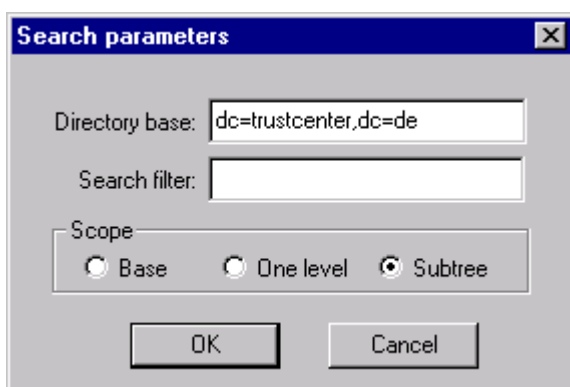 Search parameters
Directory base: dc=trustcenter,dc=de
Search filter:
Scope
Base One level Subtree
OK Cancel